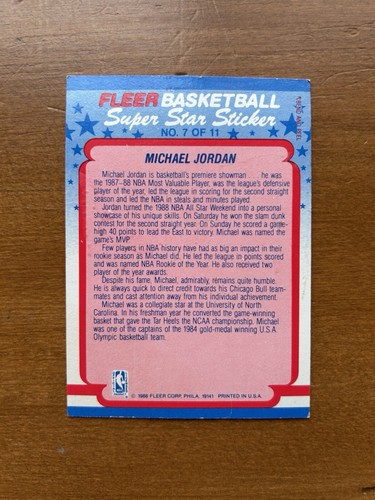 FLEER BASKETBALL
Super Star Sticker
NO. 7 OF 11
BEND AND PEEL
MICHAEL JORDAN
Michael Jordan is basketball's premiere showman . . . he was
the 1987-88 NBA Most Valuable Player, was the league's defensive
player of the year, led the league in scoring for the second straight
season and led the NBA in steals and minutes played.
Jordan turned the 1988 NBA All Star Weekend into a personal
showcase of his unique skills. On Saturday he won the slam dunk
contest for the second straight year. On Sunday he scored a game-
high 40 points to lead the East to victory. Michael was named the
game's MVP.
Few players in NBA history have had as big an impact in their
rookie season as Michael did. He led the league in points scored
and was named NBA Rookie of the Year. He also received two
player of the year awards.
Despite his fame, Michael, admirably, remains quite humble.
He is always quick to direct credit towards his Chicago Bull team-
mates and cast attention away from his individual achievement.
Michael was a collegiate star at the University of North
Carolina. In his freshman year he converted the game-winning
basket that gave the Tar Heels the NCAA championship. Michael
was one of the captains of the 1984 gold-medal winning U.S.A.
Olympic basketball team.
NBA
© 1988 FLEER CORP. PHILA. 19141 PRINTED IN U.S.A.